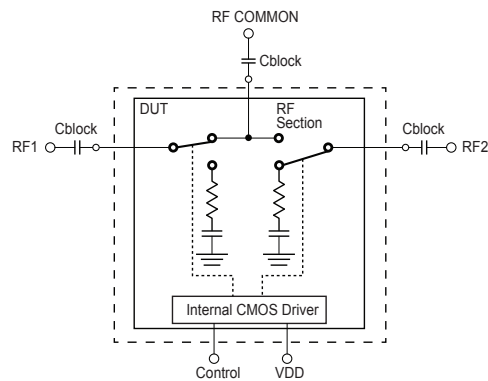 RF COMMON
Cblock
DUT
RF
Section
Cblock
RF1
Cblock
RF2
Internal CMOS Driver
Control
VDD